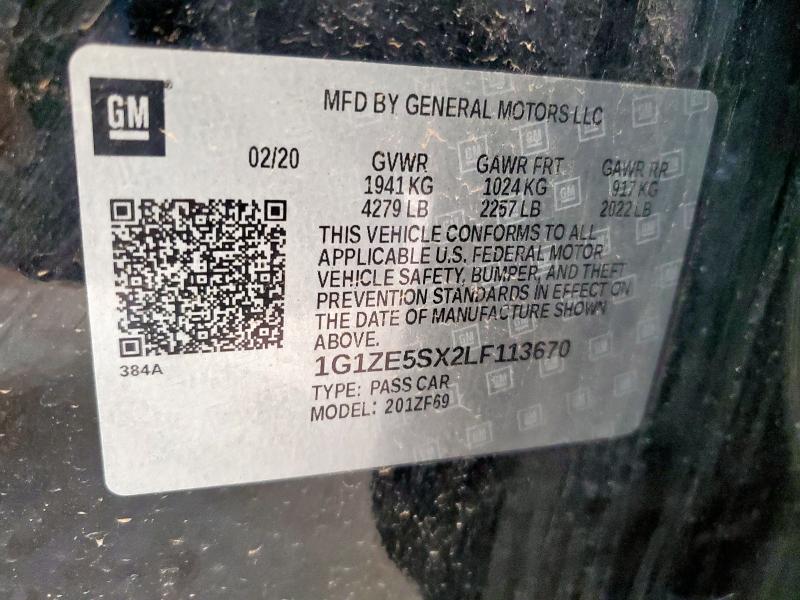 GM
MFD BY GENERAL MOTORS LLC
02/20 GVWR GAWR FRT GAWR RR
1941 KG 1024 KG 917 KG
4279 LB 2257 LB 2022 LB
THIS VEHICLE CONFORMS TO ALL
APPLICABLE U.S. FEDERAL MOTOR
VEHICLE SAFETY, BUMPER, AND THEFT
PREVENTION STANDARDS IN EFFECT ON
THE DATE OF MANUFACTURE SHOWN
ABOVE.
384A
1G1ZE5SX2LF113670
TYPE: PASS CAR
MODEL: 201ZF69